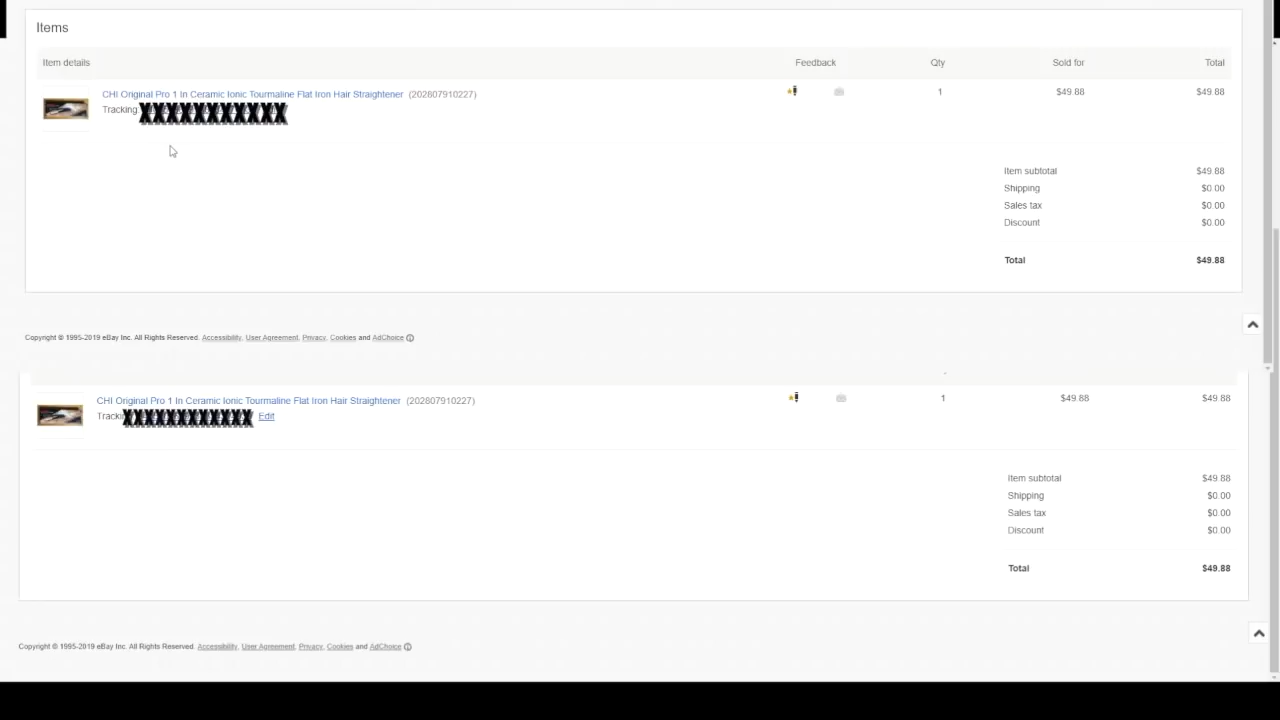 Items
Item details Feedback Qty Sold for Total
CHI Original Pro 1 In Ceramic Ionic Tourmaline Flat Iron Hair Straightener (202807910227) 1 $49.88 $49.88
Tracking:
Item subtotal $49.88
Shipping $0.00
Sales tax $0.00
Discount $0.00
Total $49.88
Copyright © 1995-2019 eBay Inc. All Rights Reserved. Accessibility, User Agreement, Privacy, Cookies and AdChoice
CHI Original Pro 1 In Ceramic Ionic Tourmaline Flat Iron Hair Straightener (202807910227) 1 $49.88 $49.88
Edit
Item subtotal $49.88
Shipping $0.00
Sales tax $0.00
Discount $0.00
Total $49.88
Copyright © 1995-2019 eBay Inc. All Rights Reserved. Accessibility, User Agreement, Privacy, Cookies and AdChoice